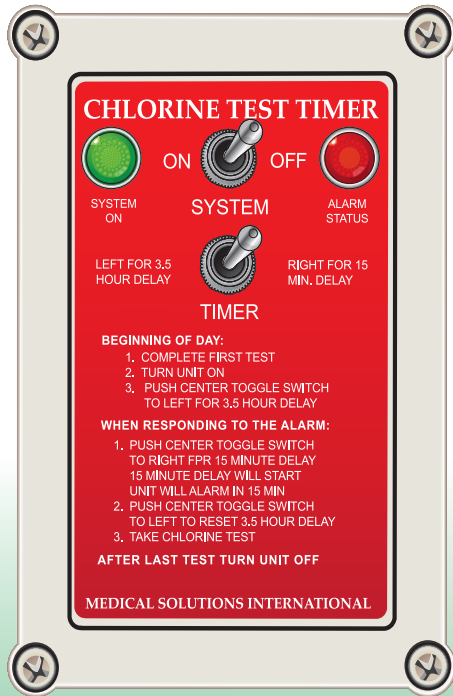 CHLORINE TEST TIMER
ON OFF
SYSTEM ON
SYSTEM
ALARM STATUS
LEFT FOR 3.5 HOUR DELAY
RIGHT FOR 15 MIN. DELAY
TIMER
BEGINNING OF DAY:
1. COMPLETE FIRST TEST
2. TURN UNIT ON
3. PUSH CENTER TOGGLE SWITCH
TO LEFT FOR 3.5 HOUR DELAY
WHEN RESPONDING TO THE ALARM:
1. PUSH CENTER TOGGLE SWITCH
TO RIGHT FPR 15 MINUTE DELAY
15 MINUTE DELAY WILL START
UNIT WILL ALARM IN 15 MIN
2. PUSH CENTER TOGGLE SWITCH
TO LEFT TO RESET 3.5 HOUR DELAY
3. TAKE CHLORINE TEST
AFTER LAST TEST TURN UNIT OFF
MEDICAL SOLUTIONS INTERNATIONAL